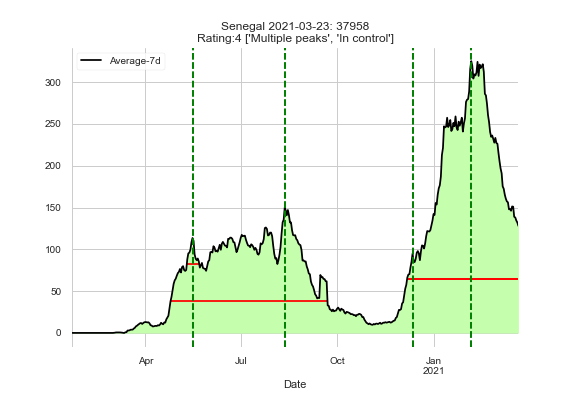 Senegal 2021-03-23: 37958
Rating:4 ['Multiple peaks', 'In control']
Average-7d
300
250
200
150
100
50
0
Apr
Jul
Oct
Jan
2021
Date